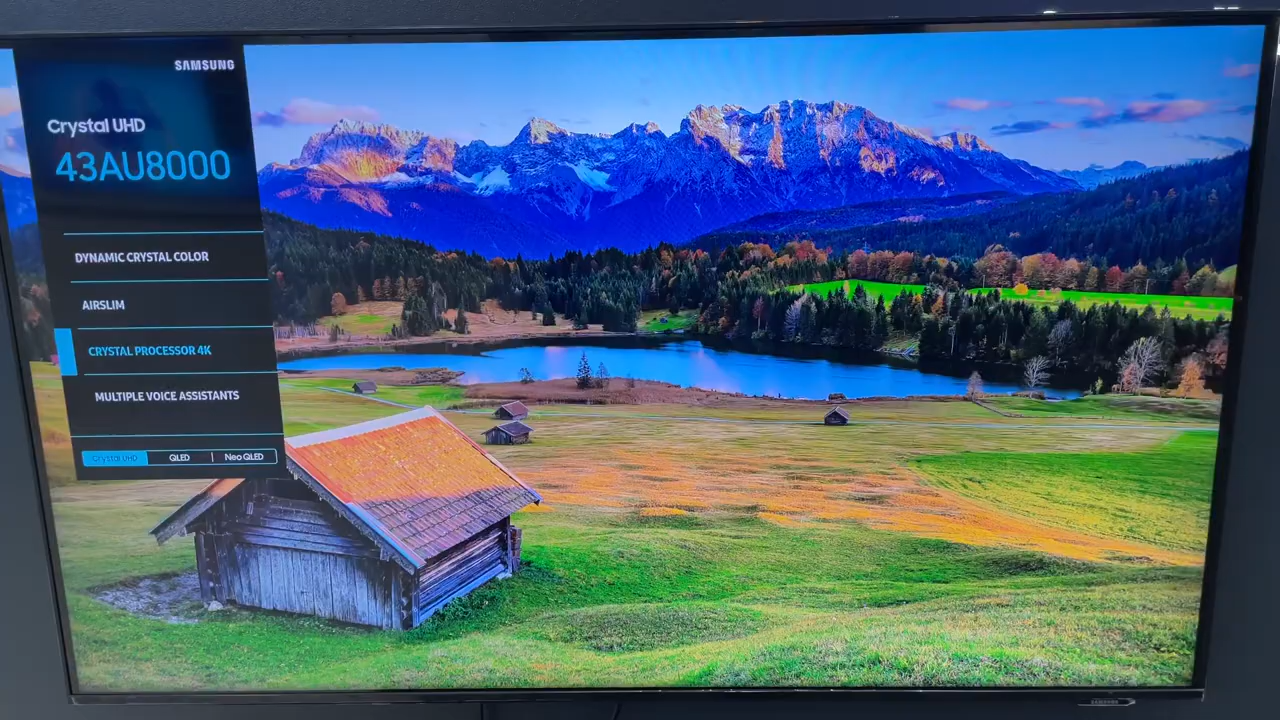 SAMSUNG
Crystal UHD
43AU8000
DYNAMIC CRYSTAL COLOR
AIRSLIM
CRYSTAL PROCESSOR 4K
MULTIPLE VOICE ASSISTANTS
Crystal UHD | QLED | Neo QLED
SAMSUNG